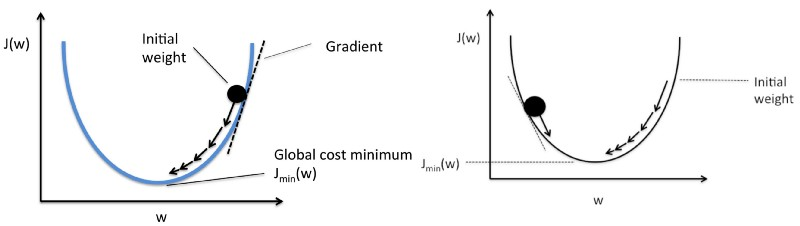 J(w)
Initial
weight
Gradient
Global cost minimum
Jmin(w)
w
J(w)
Initial
weight
Jmin(w)
w